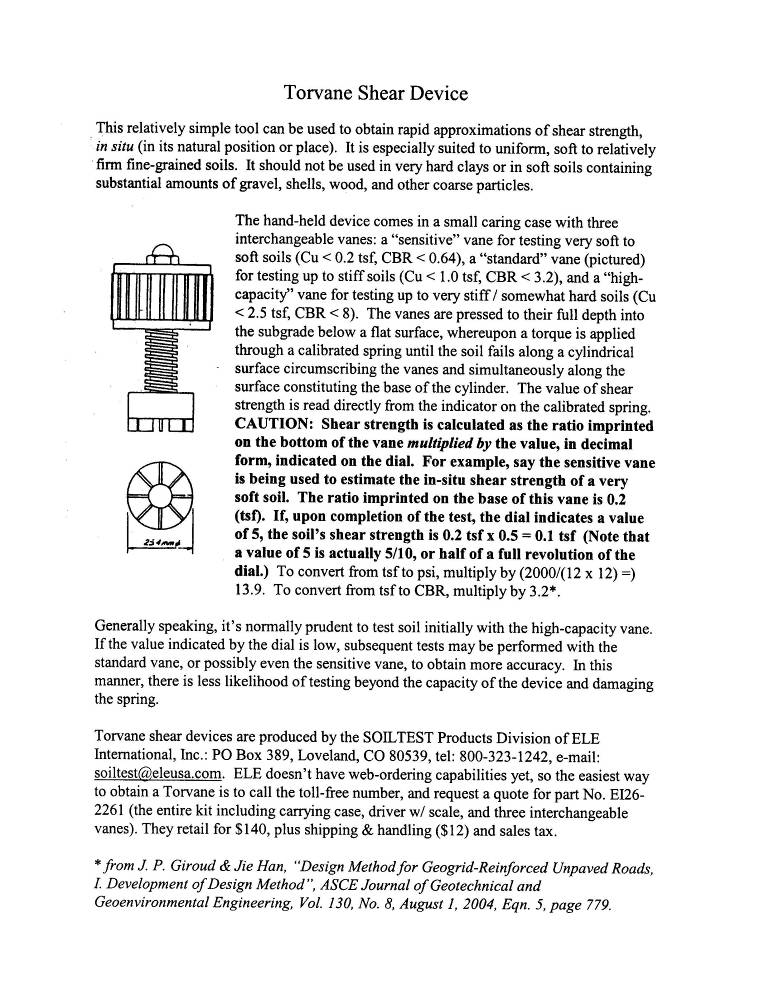 Torvane Shear Device
This relatively simple tool can be used to obtain rapid approximations of shear strength,
in situ (in its natural position or place).  It is especially suited to uniform, soft to relatively
firm fine-grained soils.  It should not be used in very hard clays or in soft soils containing
substantial amounts of gravel, shells, wood, and other coarse particles.
The hand-held device comes in a small caring case with three
interchangeable vanes: a “sensitive” vane for testing very soft to
soft soils (Cu < 0.2 tsf, CBR < 0.64), a “standard” vane (pictured)
for testing up to stiff soils (Cu < 1.0 tsf, CBR < 3.2), and a “high-
capacity” vane for testing up to very stiff / somewhat hard soils (Cu
< 2.5 tsf, CBR < 8).  The vanes are pressed to their full depth into
the subgrade below a flat surface, whereupon a torque is applied
through a calibrated spring until the soil fails along a cylindrical
surface circumscribing the vanes and simultaneously along the
surface constituting the base of the cylinder.  The value of shear
strength is read directly from the indicator on the calibrated spring.
CAUTION:  Shear strength is calculated as the ratio imprinted
on the bottom of the vane multiplied by the value, in decimal
form, indicated on the dial.  For example, say the sensitive vane
is being used to estimate the in-situ shear strength of a very
soft soil.  The ratio imprinted on the base of this vane is 0.2
(tsf).  If, upon completion of the test, the dial indicates a value
of 5, the soil’s shear strength is 0.2 tsf x 0.5 = 0.1 tsf  (Note that
a value of 5 is actually 5/10, or half of a full revolution of the
dial.)  To convert from tsf to psi, multiply by (2000/(12 x 12) =)
13.9.  To convert from tsf to CBR, multiply by 3.2*.
25.4mmφ
Generally speaking, it’s normally prudent to test soil initially with the high-capacity vane.
If the value indicated by the dial is low, subsequent tests may be performed with the
standard vane, or possibly even the sensitive vane, to obtain more accuracy.  In this
manner, there is less likelihood of testing beyond the capacity of the device and damaging
the spring.
Torvane shear devices are produced by the SOILTEST Products Division of ELE
International, Inc.: PO Box 389, Loveland, CO 80539, tel: 800-323-1242, e-mail:
soiltest@eleusa.com.  ELE doesn’t have web-ordering capabilities yet, so the easiest way
to obtain a Torvane is to call the toll-free number, and request a quote for part No. EI26-
2261 (the entire kit including carrying case, driver w/ scale, and three interchangeable
vanes). They retail for $140, plus shipping & handling ($12) and sales tax.
* from J. P. Giroud & Jie Han, “Design Method for Geogrid-Reinforced Unpaved Roads,
I. Development of Design Method”, ASCE Journal of Geotechnical and
Geoenvironmental Engineering, Vol. 130, No. 8, August 1, 2004, Eqn. 5, page 779.